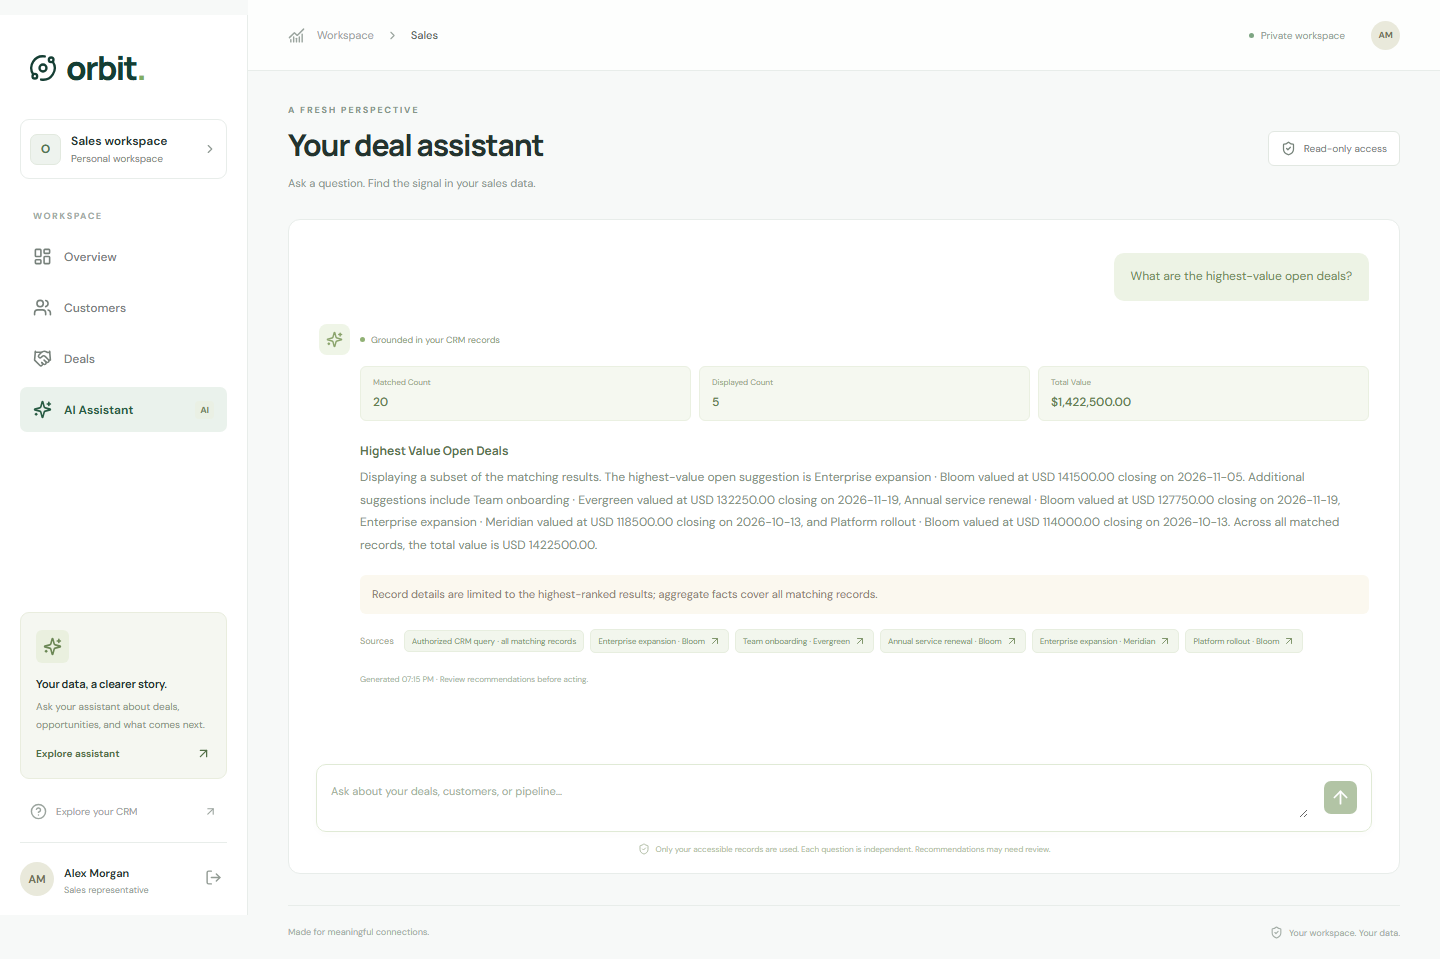 orbit.
O
Sales workspace
Personal workspace
WORKSPACE
Overview
Customers
Deals
AI Assistant
AI
Your data, a clearer story.
Ask your assistant about deals,
opportunities, and what comes next.
Explore assistant
Explore your CRM
AM
Alex Morgan
Sales representative
Workspace
Sales
Private workspace
AM
A FRESH PERSPECTIVE
Your deal assistant
Ask a question. Find the signal in your sales data.
Read-only access
What are the highest-value open deals?
Grounded in your CRM records
Matched Count
20
Displayed Count
5
Total Value
$1,422,500.00
Highest Value Open Deals
Displaying a subset of the matching results. The highest-value open suggestion is Enterprise expansion · Bloom valued at USD 141500.00 closing on 2026-11-05. Additional
suggestions include Team onboarding · Evergreen valued at USD 132250.00 closing on 2026-11-19, Annual service renewal · Bloom valued at USD 127750.00 closing on 2026-11-19,
Enterprise expansion · Meridian valued at USD 118500.00 closing on 2026-10-13, and Platform rollout · Bloom valued at USD 114000.00 closing on 2026-10-13. Across all matched
records, the total value is USD 1422500.00.
Record details are limited to the highest-ranked results; aggregate facts cover all matching records.
Sources
Authorized CRM query · all matching records
Enterprise expansion · Bloom
Team onboarding · Evergreen
Annual service renewal · Bloom
Enterprise expansion · Meridian
Platform rollout · Bloom
Generated 07:15 PM · Review recommendations before acting.
Ask about your deals, customers, or pipeline...
Only your accessible records are used. Each question is independent. Recommendations may need review.
Made for meaningful connections.
Your workspace. Your data.